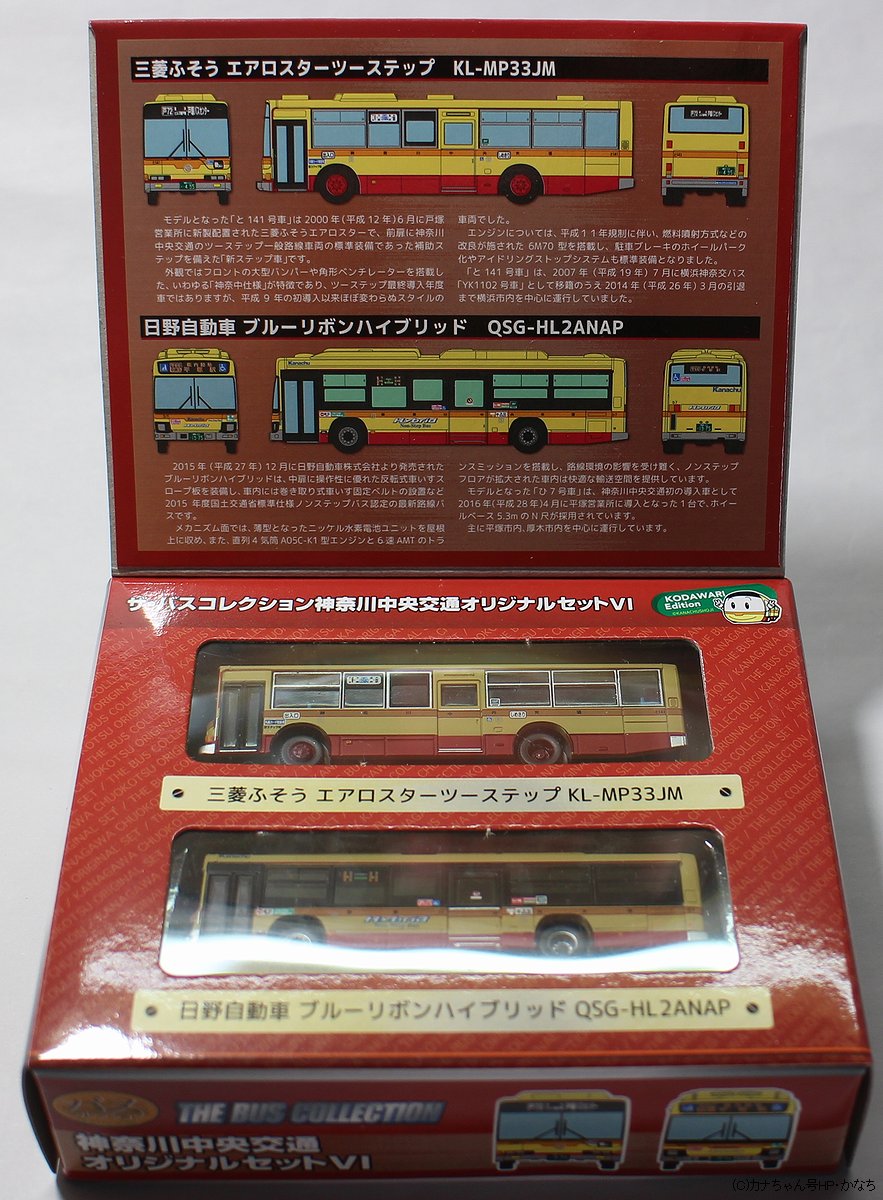 三菱ふそう エアロスターツーステップ KL-MP33JM
モデルとなった「と 141 号車」は 2000 年 (平成 12 年) 6 月に戸塚
営業所に新製配置された三菱ふそうエアロスターで、前扉に神奈川
中央交通のツーステップ一般路線車両の標準装備であった補助ス
テップを備えた「新ステップ車」です。
外観ではフロントの大型バンパーや角形ベンチレーターを搭載し
た、いわゆる「神奈中仕様」が特徴であり、ツーステップ最終導入年度
車ではありますが、平成 9 年の初導入以来ほぼ変わらぬスタイルの
車両でした。
エンジンについては、平成11年規制に伴い、燃料噴射方式などの
改良が施された 6M70 型を搭載し、駐車ブレーキのホイールパーク
化やアイドリングストップシステムも標準装備となりました。
「と 141 号車」は、2007 年 (平成 19 年) 7 月に横浜神奈交バス
「YK1102 号車」として移籍のうえ 2014 年 (平成 26 年) 3 月の引退
まで横浜市内を中心に運行していました。
日野自動車 ブルーリボンハイブリッド QSG-HL2ANAP
Kanachu
Hybrid
Non-Step Bus
Kanachu
Hybrid
2015 年 (平成 27 年) 12 月に日野自動車株式会社より発売された
ブルーリボンハイブリッドは、中扉に操作性に優れた反転式車いすス
ロープ板を装備し、車内には巻き取り式車いす固定ベルトの設置など
2015 年度国土交通省標準仕様ノンステップバス認定の最新路線バ
スです。
メカニズム面では、薄型となったニッケル水素電池ユニットを屋根
上に収め、また、直列 4 気筒 A05C-K1 型エンジンと 6 速 AMT のトラ
ンスミッションを搭載し、路線環境の影響を受け難く、ノンステップ
フロアが拡大された車内は快適な輸送空間を提供しています。
モデルとなった「ひ 7 号車」は、神奈川中央交通初の導入車として
2016 年 (平成 28 年) 4 月に平塚営業所に導入となった 1 台で、ホイー
ルベース 5.3m の N 尺が採用されています。
主に平塚市内、厚木市内を中心に運行しています。
ザ・バスコレクション神奈川中央交通オリジナルセットVI
KODAWARI
Edition
©KANACHUSHOJI
三菱ふそう エアロスターツーステップ KL-MP33JM
Kanachu
Hybrid
日野自動車 ブルーリボンハイブリッド QSG-HL2ANAP
THE BUS COLLECTION
神奈川中央交通
オリジナルセットVI
(C)カナちゃん号HP・かなち